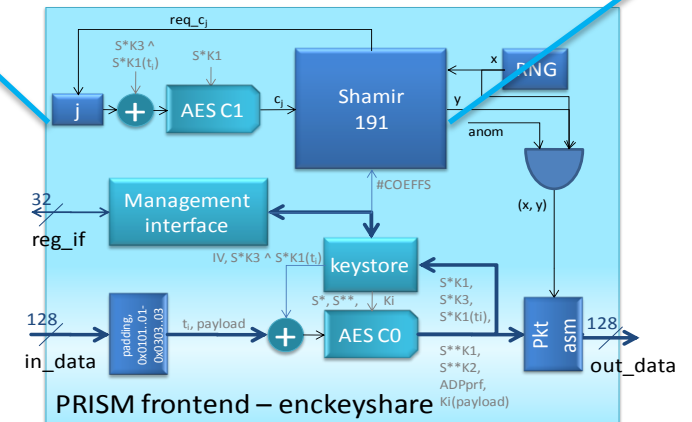 req_cj
S*K3 ^
S*K1(ti)
S*K1
x
RNG
j
+
AES C1
cj
Shamir
191
y
anom
#COEFFS
(x, y)
32
reg_if
Management
interface
IV, S*K3 ^ S*K1(ti)
keystore
S*, S**,
Ki
S*K1,
S*K3,
S*K1(ti),
128
in_data
padding,
0x0101..01-
0x0303..03
ti, payload
+
AES C0
S**K1,
S**K2,
ADPprf,
Ki(payload)
Pkt
asm
128
out_data
PRISM frontend – enckeyshare